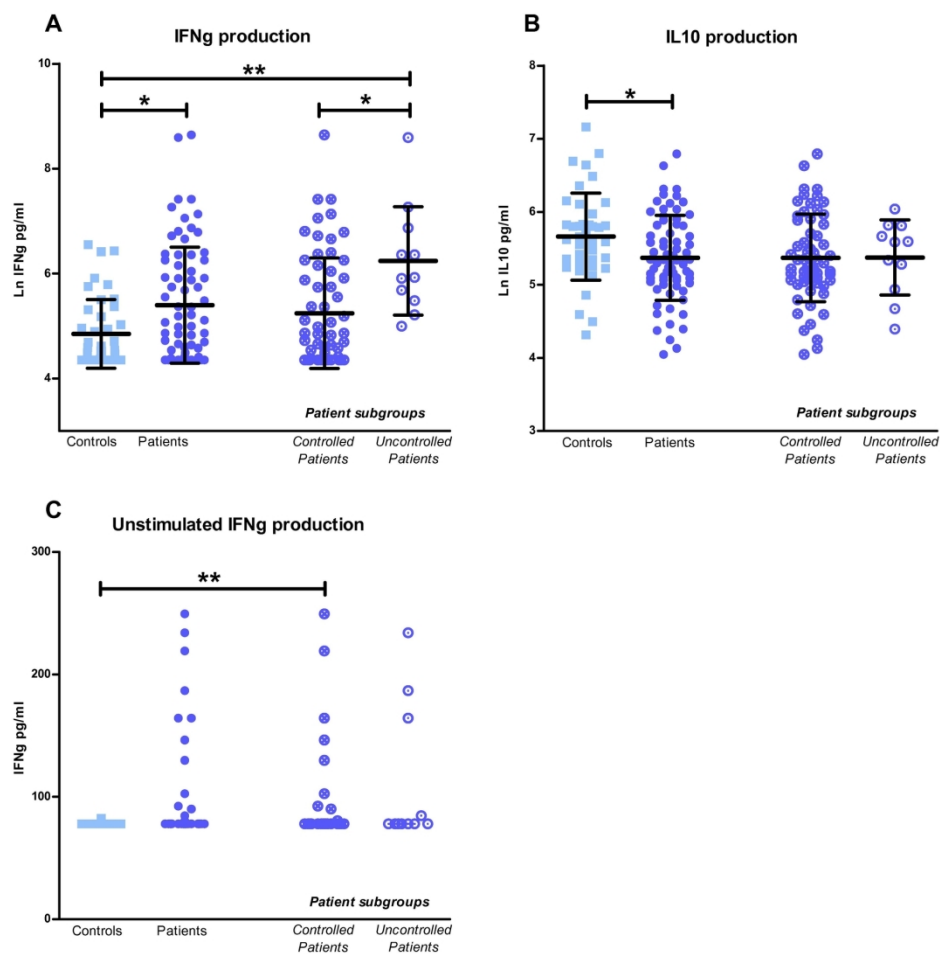 A
IFNg production
10
8
6
4
Ln IFNg pg/ml
**
*
*
Patient subgroups
Controls
Patients
Controlled
Patients
Uncontrolled
Patients
B
IL10 production
8
7
6
5
4
3
Ln IL10 pg/ml
*
Patient subgroups
Controls
Patients
Controlled
Patients
Uncontrolled
Patients
C
Unstimulated IFNg production
300
200
100
0
IFNg pg/ml
**
Patient subgroups
Controls
Patients
Controlled
Patients
Uncontrolled
Patients